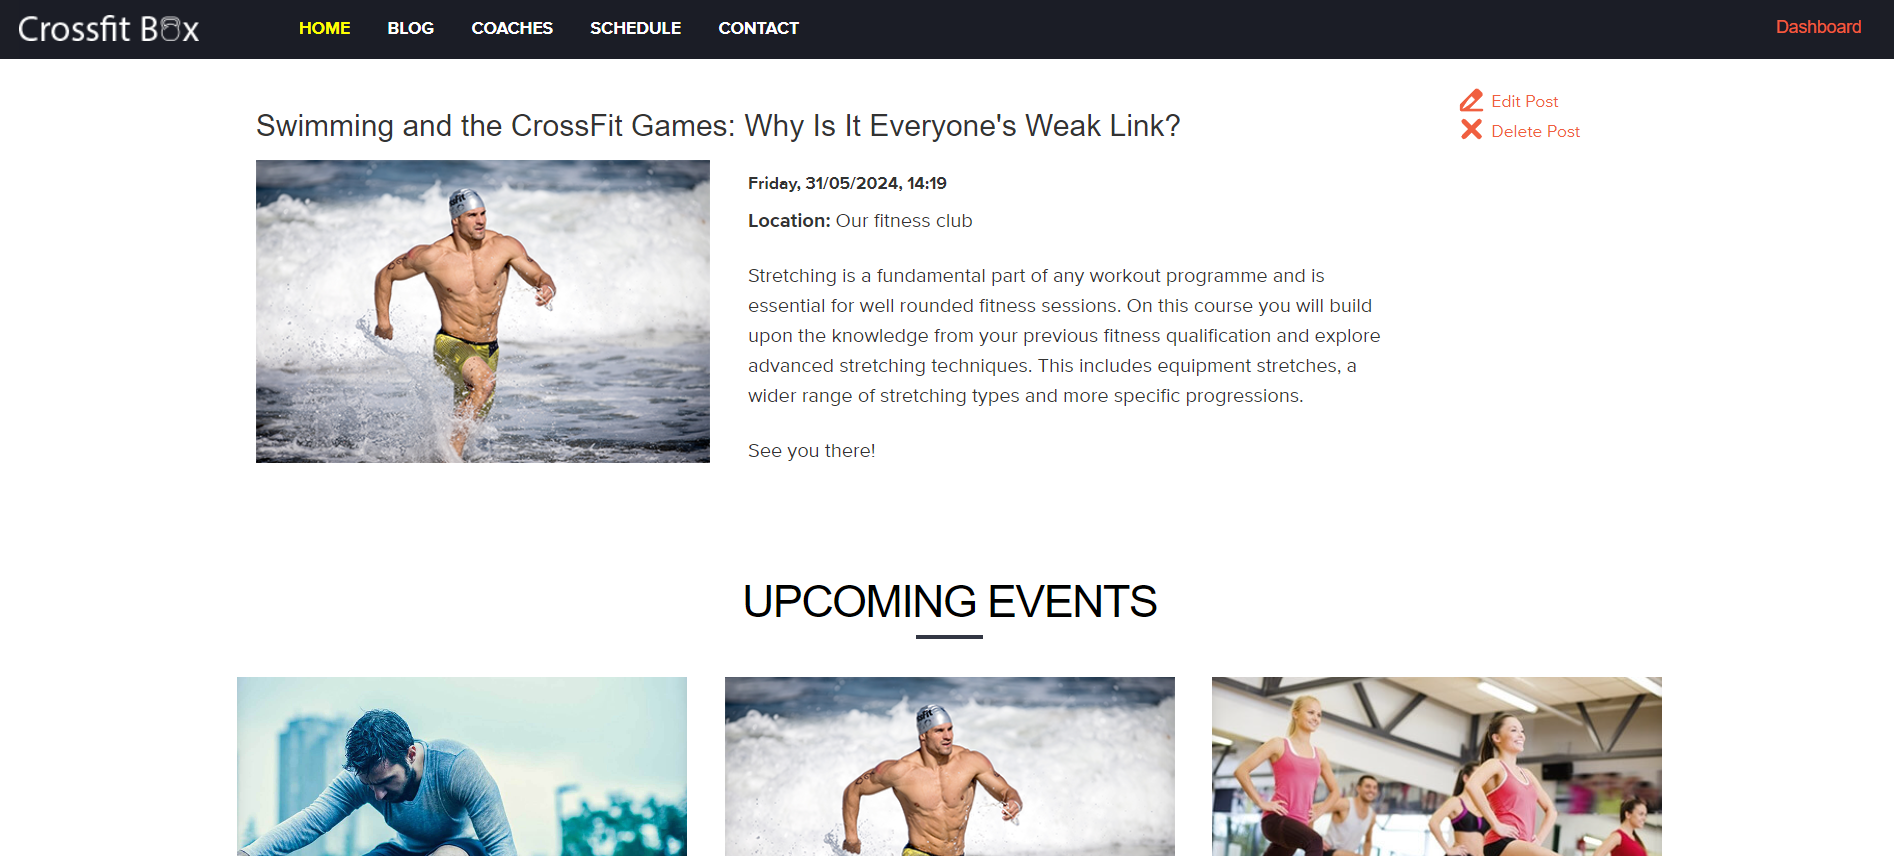 Crossfit Box
HOME
BLOG
COACHES
SCHEDULE
CONTACT
Dashboard
Edit Post
Delete Post
Swimming and the CrossFit Games: Why Is It Everyone's Weak Link?
Friday, 31/05/2024, 14:19
Location: Our fitness club
Stretching is a fundamental part of any workout programme and is
essential for well rounded fitness sessions. On this course you will build
upon the knowledge from your previous fitness qualification and explore
advanced stretching techniques. This includes equipment stretches, a
wider range of stretching types and more specific progressions.
See you there!
UPCOMING EVENTS